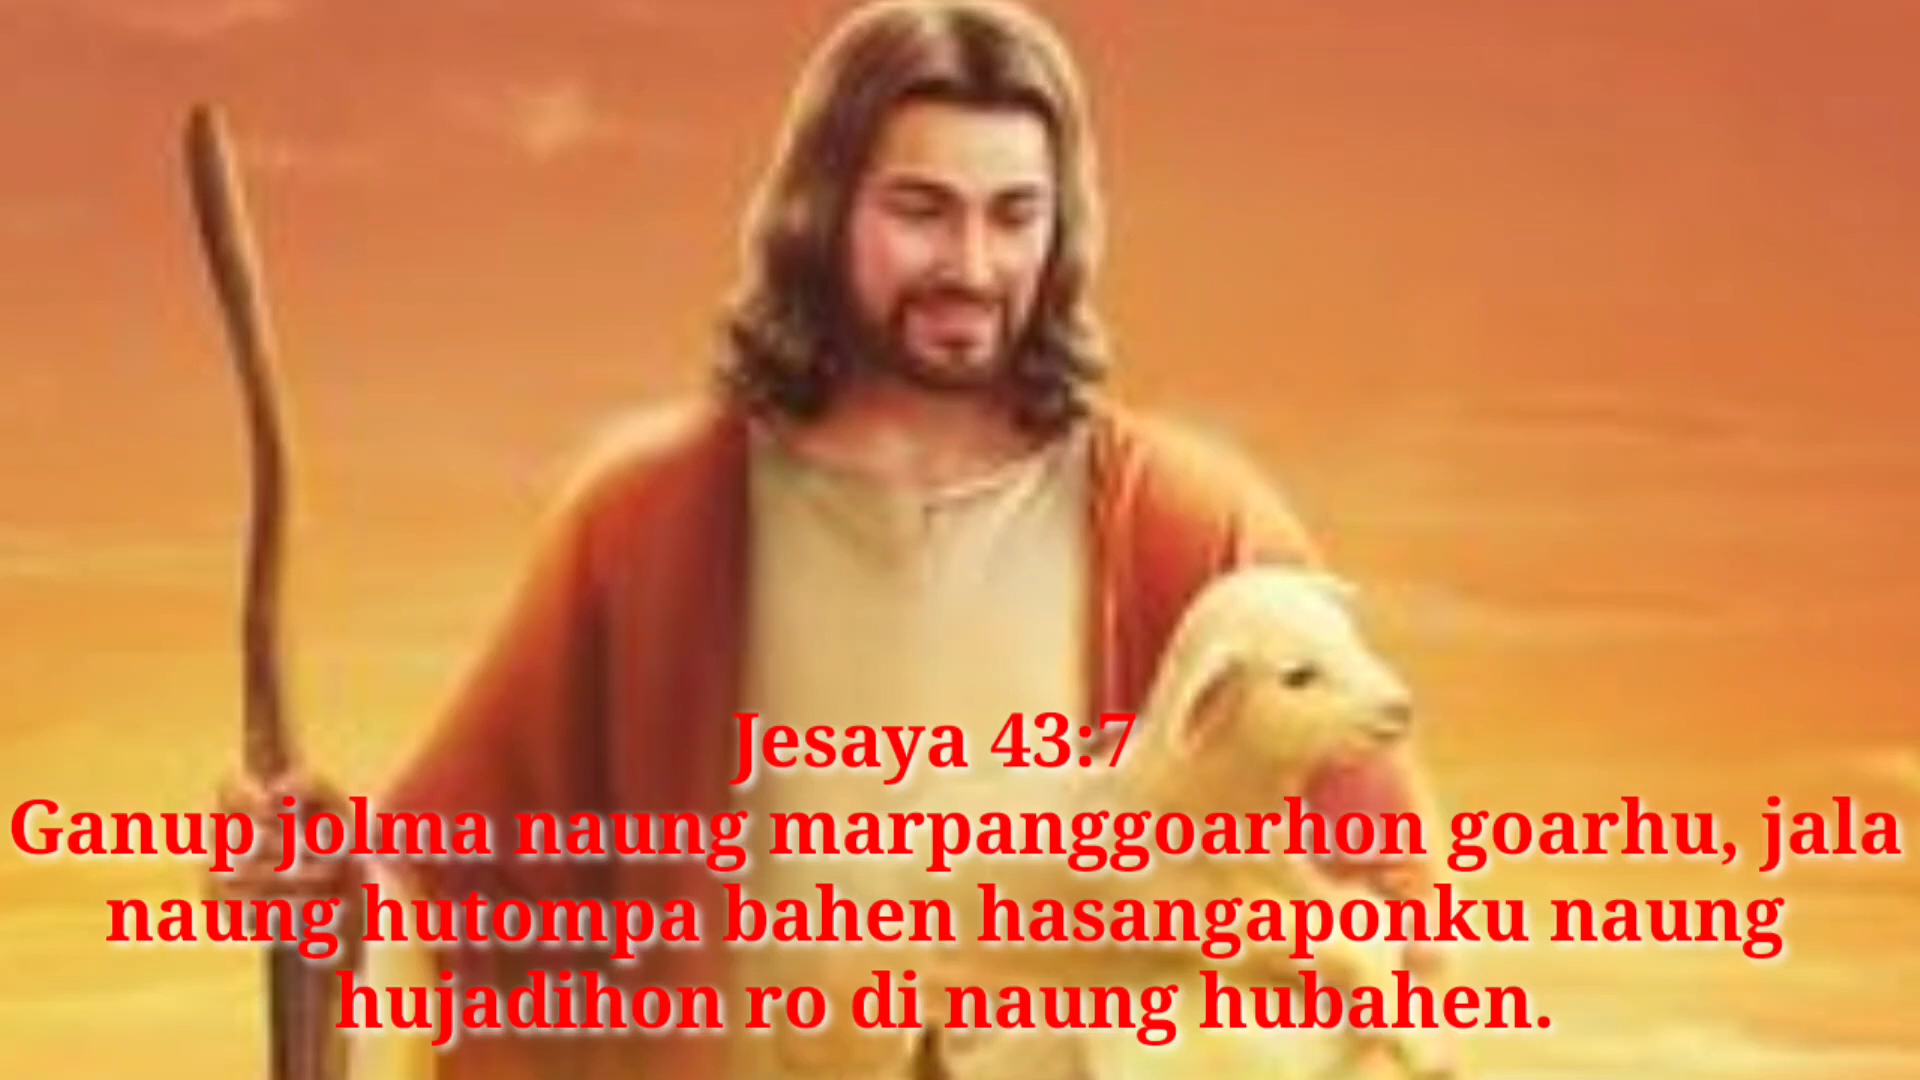 Jesaya 43:7
Ganup jolma naung marpanggoarhon goarhu, jala
naung hutompa bahen hasangaponku naung
hujadihon ro di naung hubahen.